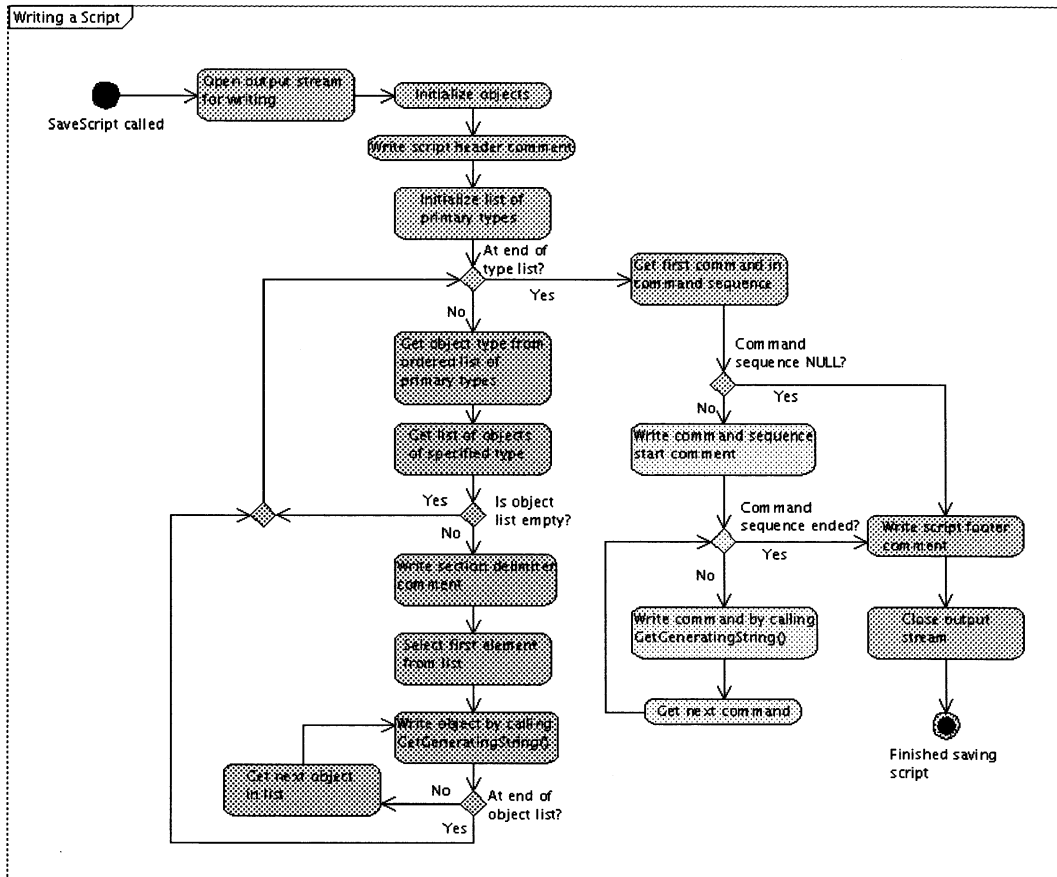 Writing a Script
Open output stream
for writing
Initialize objects
SaveScript called
Write script header comment
Initialize list of
primary types
At end of
type list?
Yes
No
Get first command in
command sequence
Get object type from
ordered list of
primary types
Command
sequence NULL?
Yes
No
Get list of objects
of specified type
Write command sequence
start comment
Yes
Is object
list empty?
No
Command
sequence ended?
Yes
No
Write script footer
comment
Write section delimiter
comment
Write command by calling
GetGeneratingString()
Close output
stream
Select first element
from list
Get next command
Write object by calling
GetGeneratingString()
Finished saving
script
Get next object
in list
No
At end of
object list?
Yes